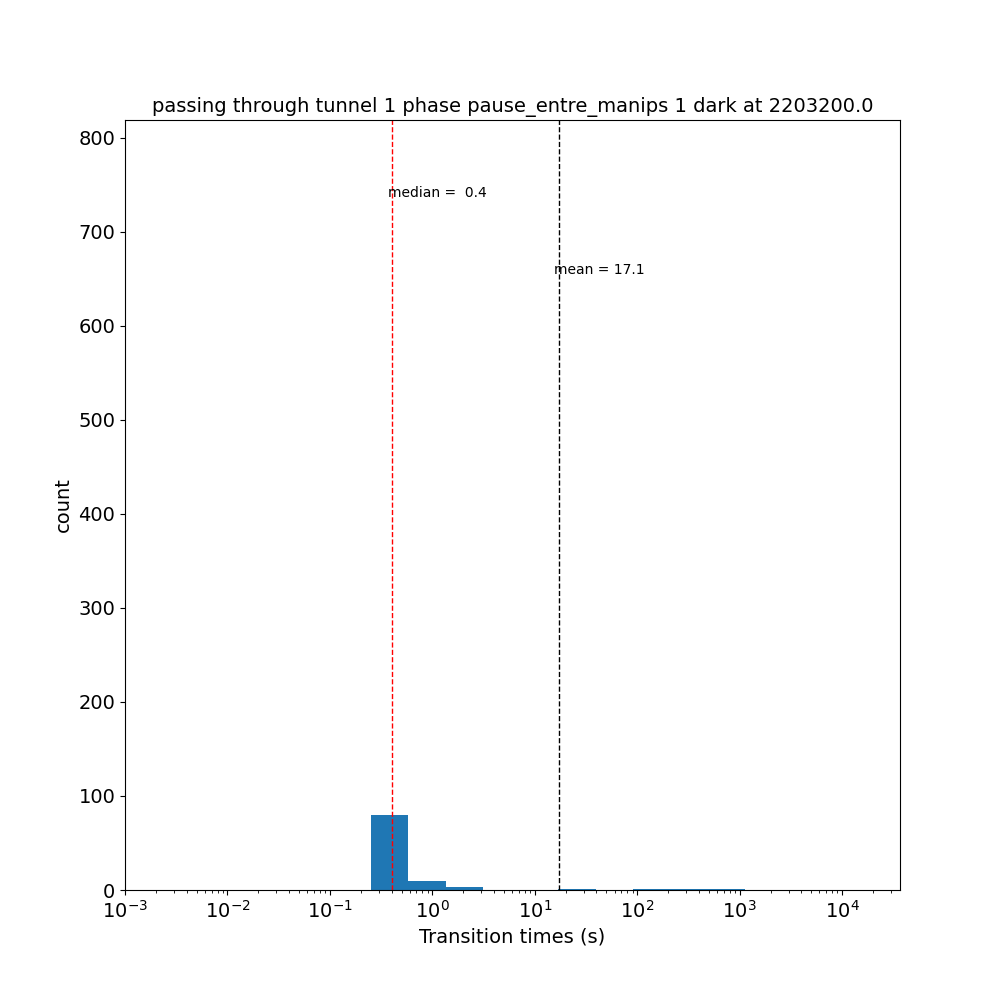 passing through tunnel 1 phase pause_entre_manips 1 dark at 2203200.0
800
median =  0.4
700
mean = 17.1
600
500
400
count
300
200
100
0
10⁻³ 10⁻² 10⁻¹ 10⁰ 10¹ 10² 10³ 10⁴
Transition times (s)